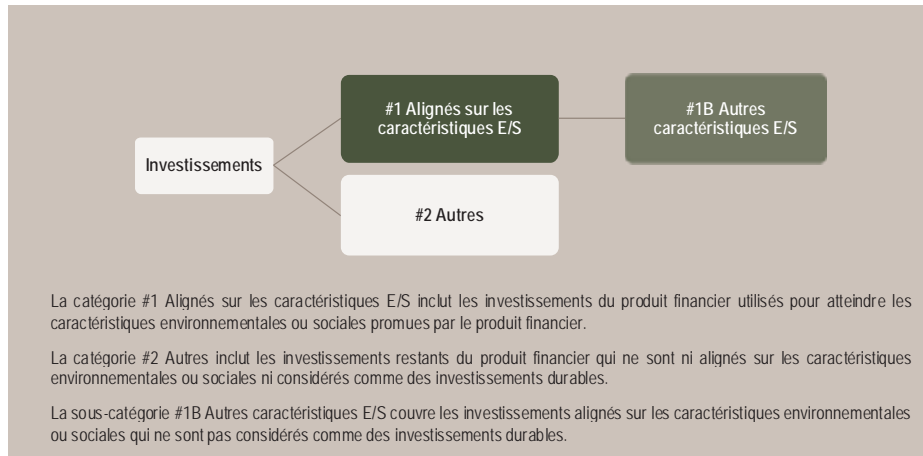 #1 Alignés sur les
caractéristiques E/S
#1B Autres
caractéristiques E/S
Investissements
#2 Autres
La catégorie #1 Alignés sur les caractéristiques E/S inclut les investissements du produit financier utilisés pour atteindre les
caractéristiques environnementales ou sociales promues par le produit financier.
La catégorie #2 Autres inclut les investissements restants du produit financier qui ne sont ni alignés sur les caractéristiques
environnementales ou sociales ni considérés comme des investissements durables.
La sous-catégorie #1B Autres caractéristiques E/S couvre les investissements alignés sur les caractéristiques environnementales
ou sociales qui ne sont pas considérés comme des investissements durables.